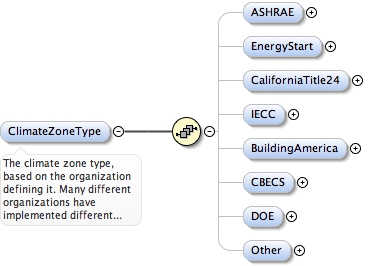 ASHRAE
EnergyStart
CaliforniaTitle24
IECC
ClimateZoneType
BuildingAmerica
The climate zone type,
based on the organization
defining it. Many different
organizations have
implemented different...
CBECS
DOE
Other